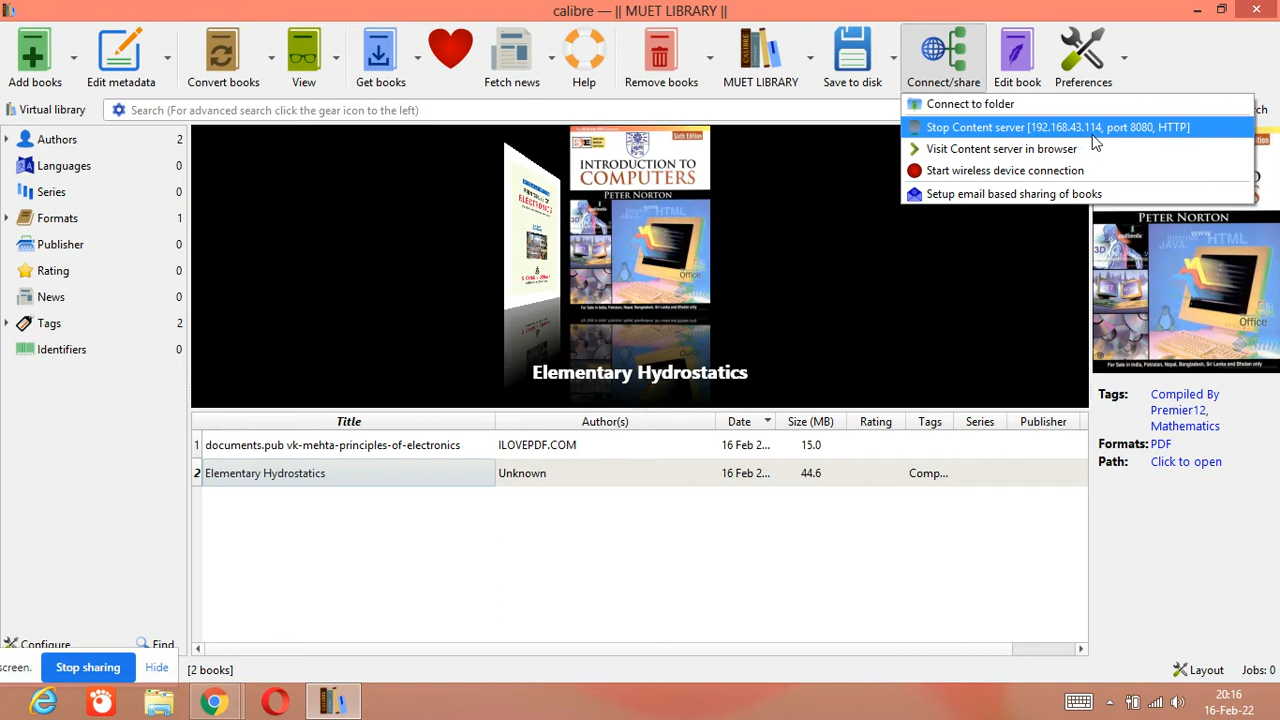 calibre — || MUET LIBRARY ||
Add books
Edit metadata
Convert books
View
Get books
Fetch news
Help
Remove books
MUET LIBRARY
Save to disk
Connect/share
Edit book
Preferences
Virtual library
Search (For advanced search click the gear icon to the left)
Connect to folder
Stop Content server [192.168.43.114, port 8080, HTTP]
Visit Content server in browser
Start wireless device connection
Setup email based sharing of books
Authors 2
Languages... 0
Series 0
Formats 1
Publisher 0
Rating 0
News 0
Tags 2
Identifiers 0
Sixth Edition
INTRODUCTION TO
COMPUTERS
PETER NORTON
Elementary Hydrostatics
PETER NORTON
Office
Title Author(s) Date Size (MB) Rating Tags Series Publisher
1 documents.pub vk-mehta-principles-of-electronics ILOVEPDF.COM 16 Feb 2... 15.0
2 Elementary Hydrostatics Unknown 16 Feb 2... 44.6 Comp...
Tags: Compiled By
Premier12,
Mathematics
Formats: PDF
Path: Click to open
Configure Find
screen. Stop sharing Hide
[2 books]
Layout Jobs: 0
20:16
16-Feb-22